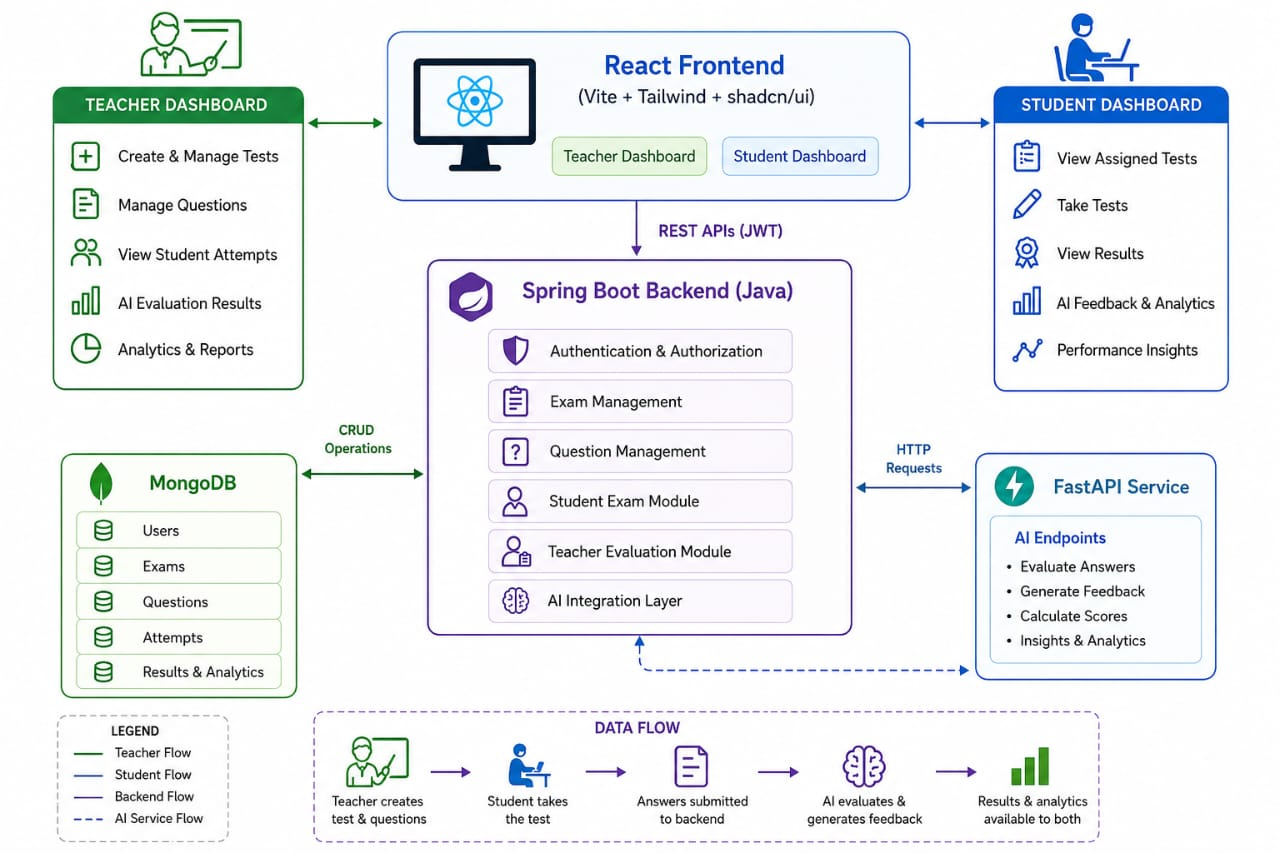 React Frontend
(Vite + Tailwind + shadcn/ui)
Teacher Dashboard
Student Dashboard
TEACHER DASHBOARD
Create & Manage Tests
Manage Questions
View Student Attempts
AI Evaluation Results
Analytics & Reports
STUDENT DASHBOARD
View Assigned Tests
Take Tests
View Results
AI Feedback & Analytics
Performance Insights
REST APIs (JWT)
Spring Boot Backend (Java)
Authentication & Authorization
Exam Management
?
Question Management
Student Exam Module
Teacher Evaluation Module
AI Integration Layer
CRUD
Operations
MongoDB
Users
Exams
Questions
Attempts
Results & Analytics
HTTP
Requests
FastAPI Service
AI Endpoints
• Evaluate Answers
• Generate Feedback
• Calculate Scores
• Insights & Analytics
LEGEND
Teacher Flow
Student Flow
Backend Flow
AI Service Flow
DATA FLOW
Teacher creates
test & questions
Student takes
the test
Answers submitted
to backend
AI evaluates &
generates feedback
Results & analytics
available to both